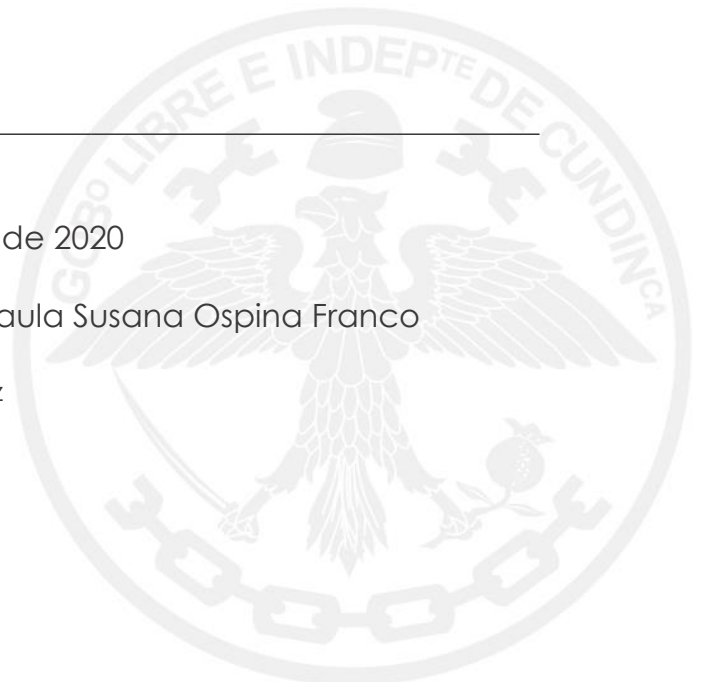 GOBº LIBRE E INDEPTE DE CUNDINCA
de 2020
aula Susana Ospina Franco
z